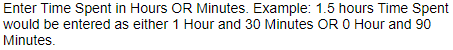 Enter Time Spent in Hours OR Minutes. Example: 1.5 hours Time Spent
would be entered as either 1 Hour and 30 Minutes OR 0 Hour and 90
Minutes.